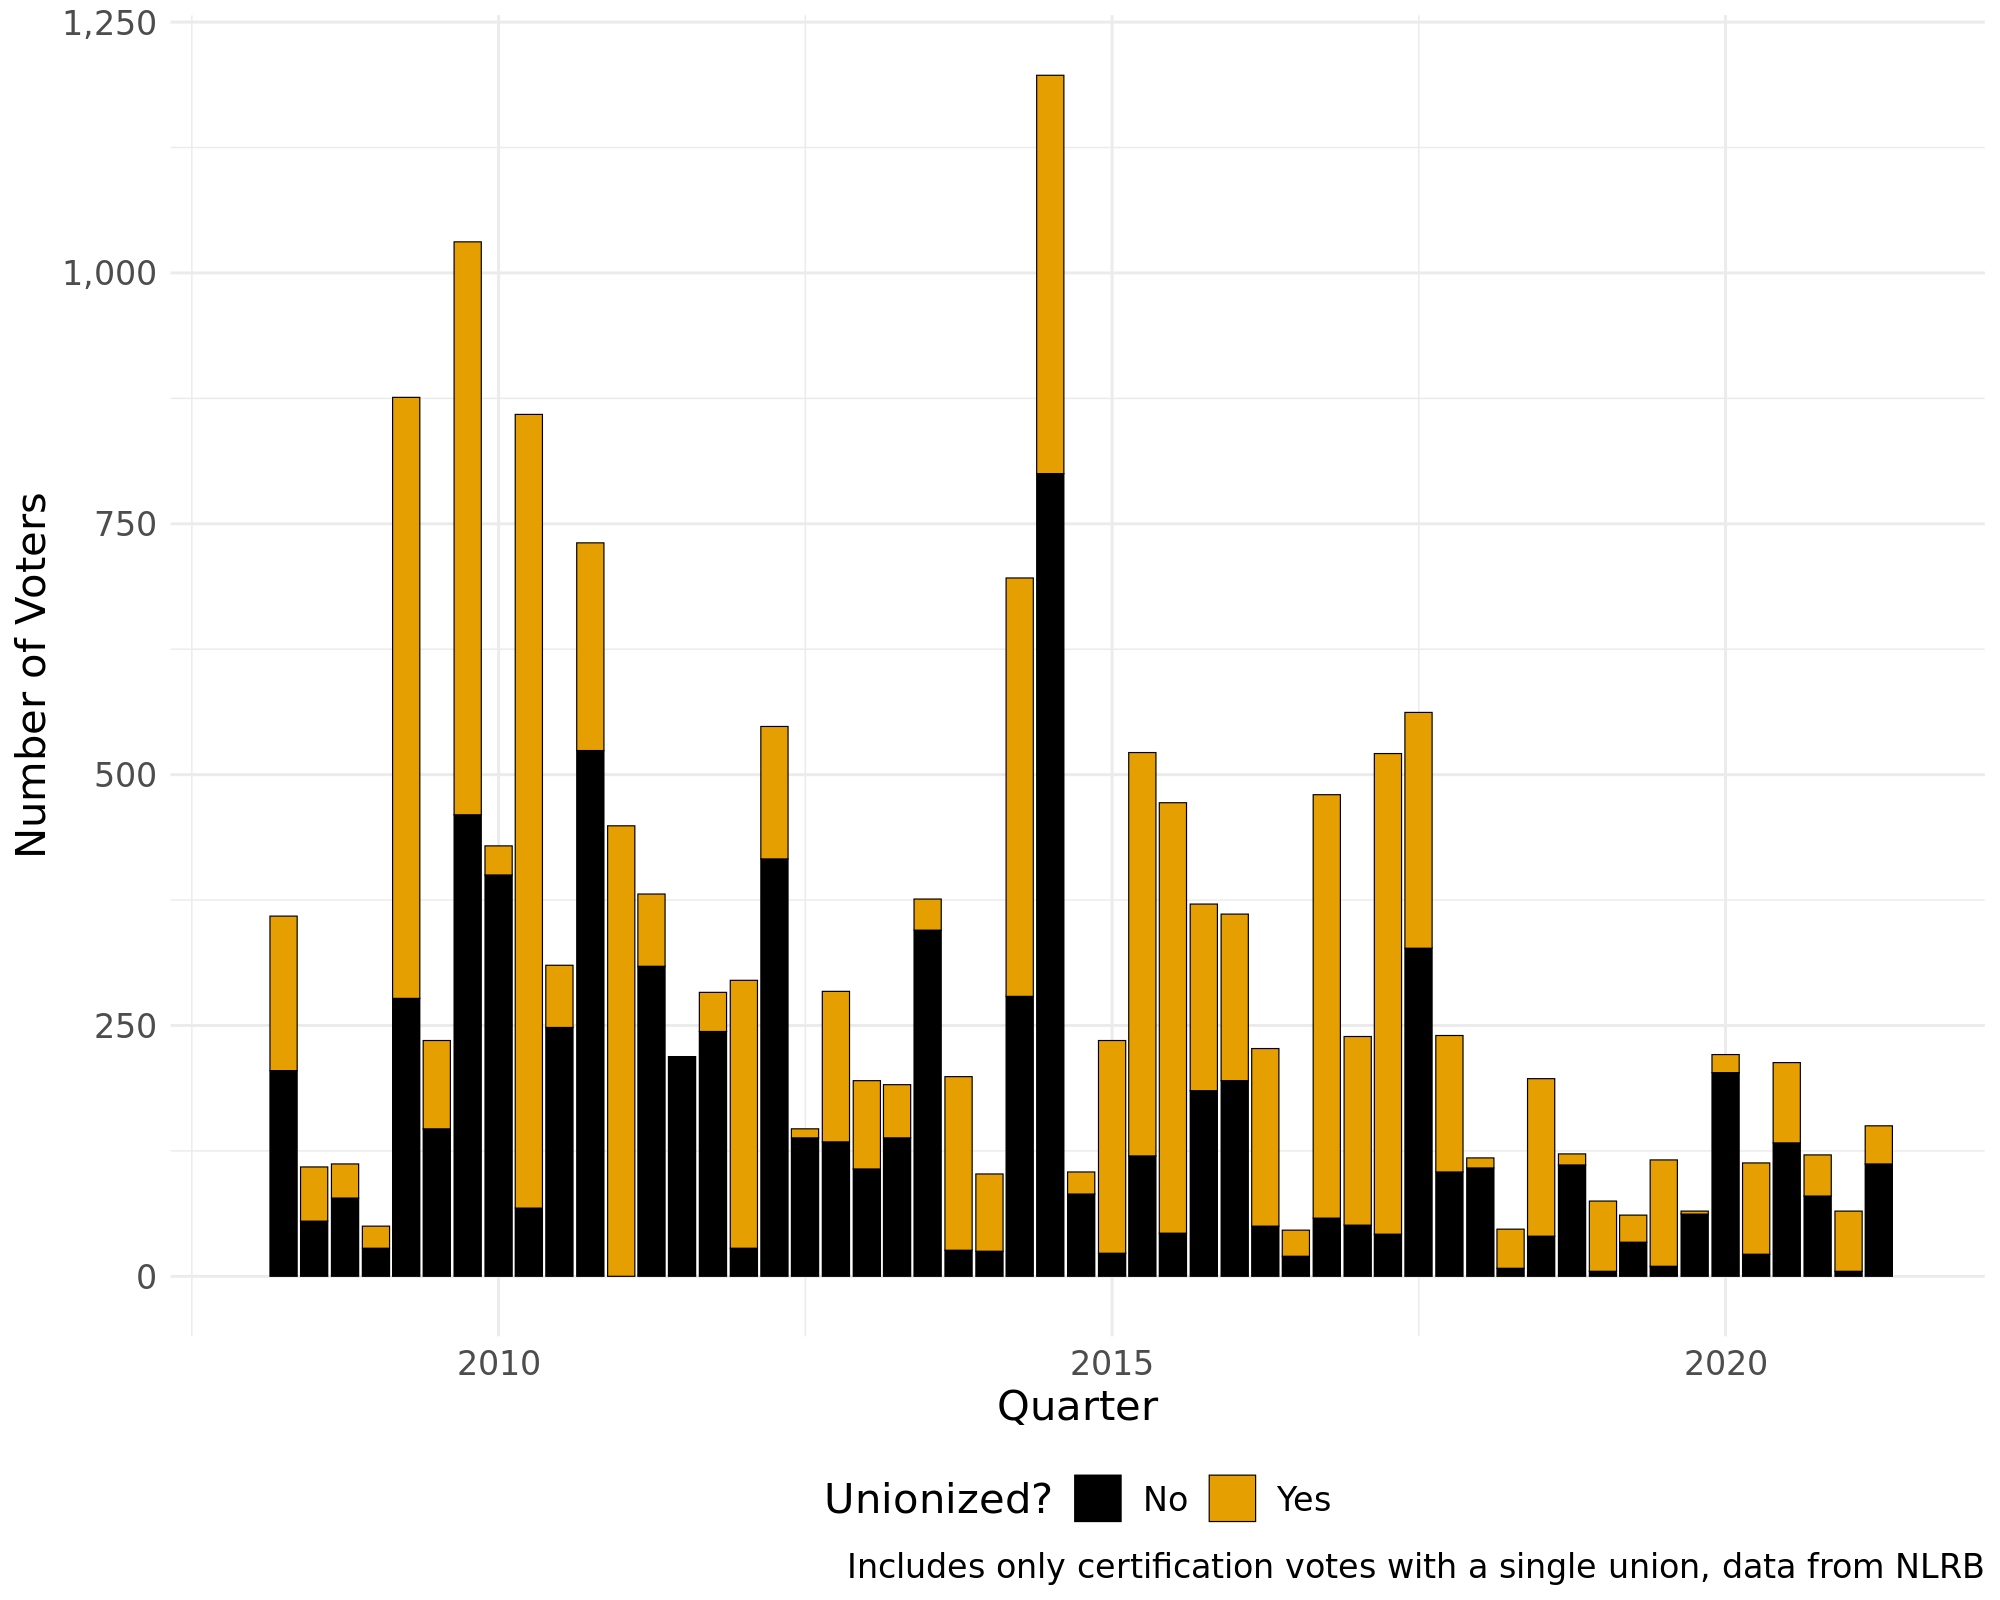 1,250
1,000
750
500
250
0
Number of Voters
2010 2015 2020
Quarter
Unionized? No Yes
Includes only certification votes with a single union, data from NLRB